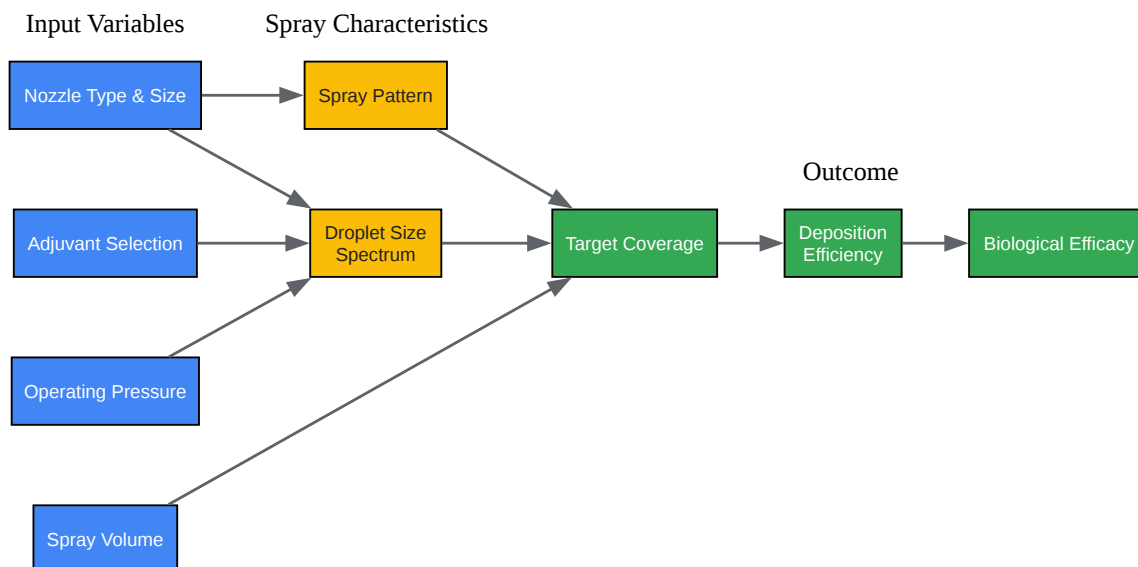 Input Variables
Spray Characteristics
Nozzle Type & Size
Spray Pattern
Outcome
Adjuvant Selection
Droplet Size
Spectrum
Target Coverage
Deposition
Efficiency
Biological Efficacy
Operating Pressure
Spray Volume